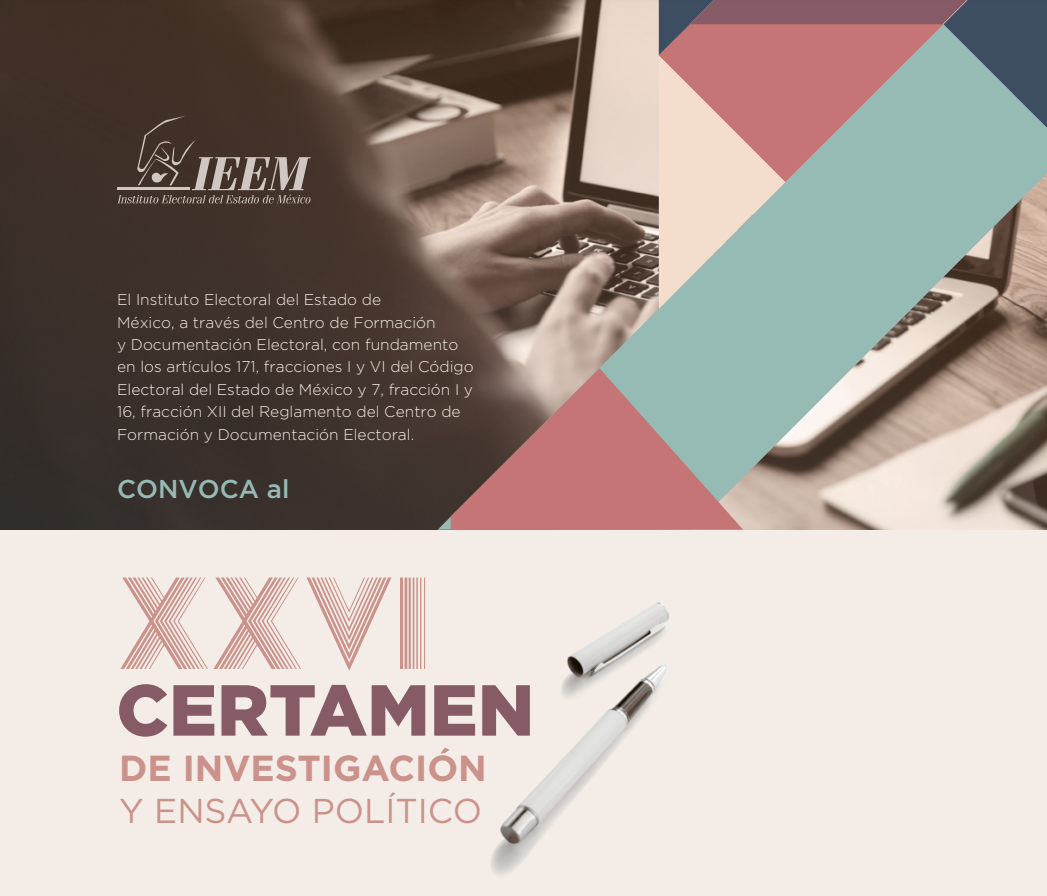 IEEM
Instituto Electoral del Estado de México
El Instituto Electoral del Estado de
México, a través del Centro de Formación
y Documentación Electoral, con fundamento
en los artículos 171, fracciones I y VI del Código
Electoral del Estado de México y 7, fracción I y
16, fracción XII del Reglamento del Centro de
Formación y Documentación Electoral.
CONVOCA al
XXVI
CERTAMEN
DE INVESTIGACIÓN
Y ENSAYO POLÍTICO